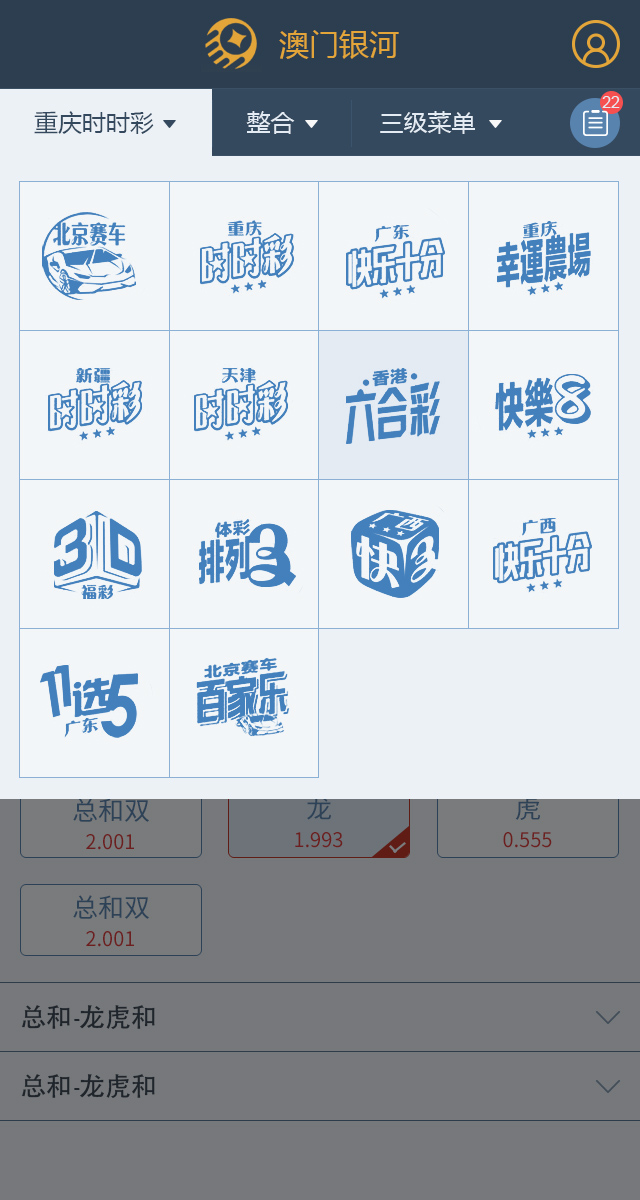 澳门银河
重庆时时彩
整合
三级菜单
22
北京赛车
重庆
时时彩
广东
快乐十分
重庆
幸運農場
新疆
时时彩
天津
时时彩
香港
六合彩
快樂8
3D
福彩
体彩
排列3
广西
快3
广西
快乐十分
11选5
广东
北京赛车
百家乐
总和双
龙
虎
2.001
1.993
0.555
总和双
2.001
总和-龙虎和
总和-龙虎和